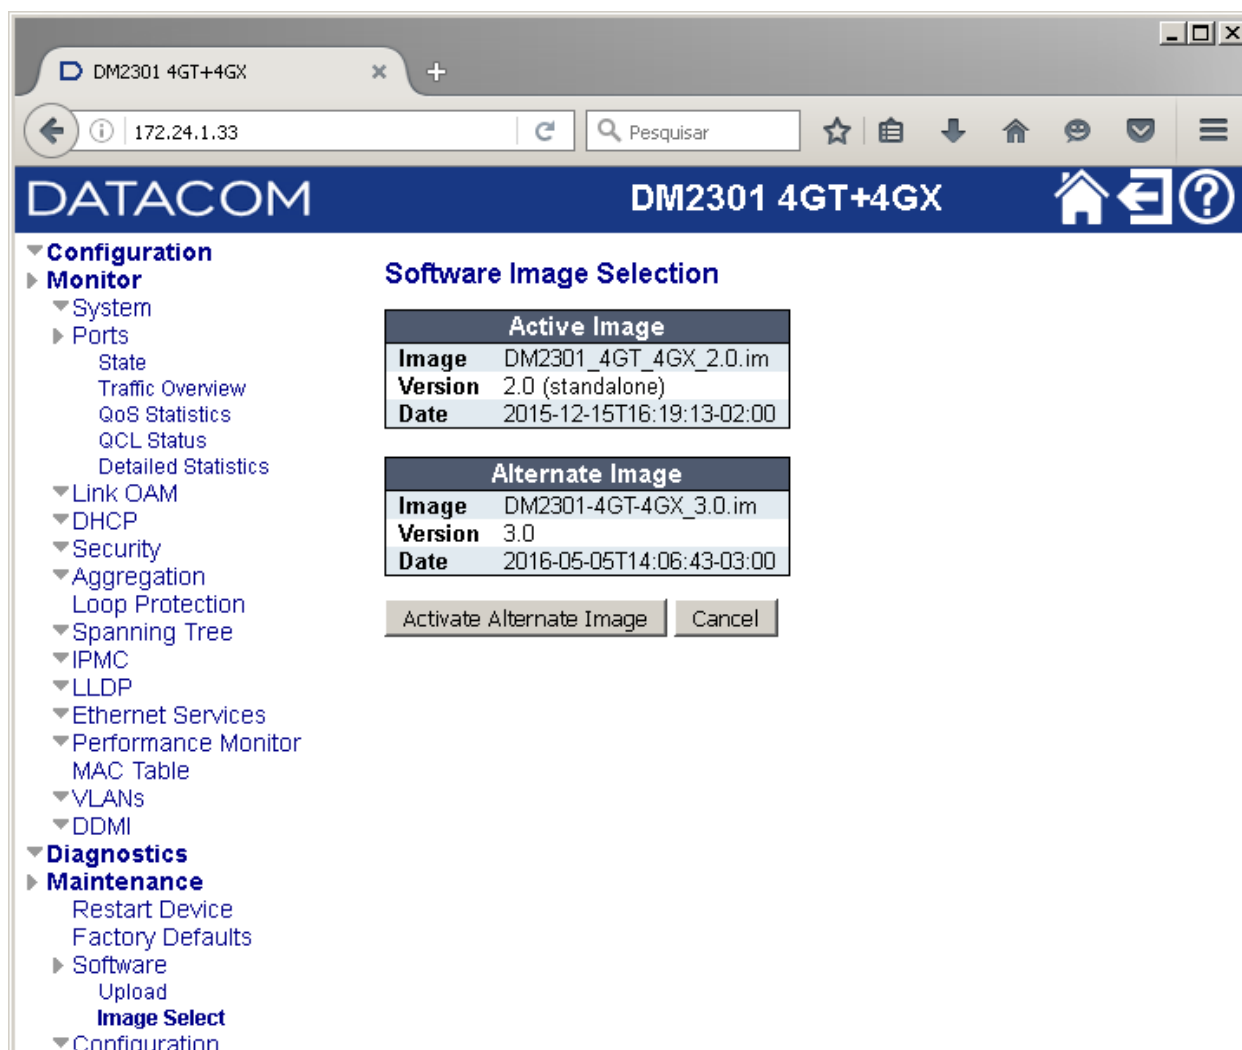 DM2301 4GT+4GX
172.24.1.33
Pesquisar
DATACOM
DM2301 4GT+4GX
Configuration
Monitor
System
Ports
State
Traffic Overview
QoS Statistics
QCL Status
Detailed Statistics
Link OAM
DHCP
Security
Aggregation
Loop Protection
Spanning Tree
IPMC
LLDP
Ethernet Services
Performance Monitor
MAC Table
VLANs
DDMI
Diagnostics
Maintenance
Restart Device
Factory Defaults
Software
Upload
Image Select
Configuration
Software Image Selection
Active Image
Image DM2301_4GT_4GX_2.0.im
Version 2.0 (standalone)
Date 2015-12-15T16:19:13-02:00
Alternate Image
Image DM2301-4GT-4GX_3.0.im
Version 3.0
Date 2016-05-05T14:06:43-03:00
Activate Alternate Image Cancel